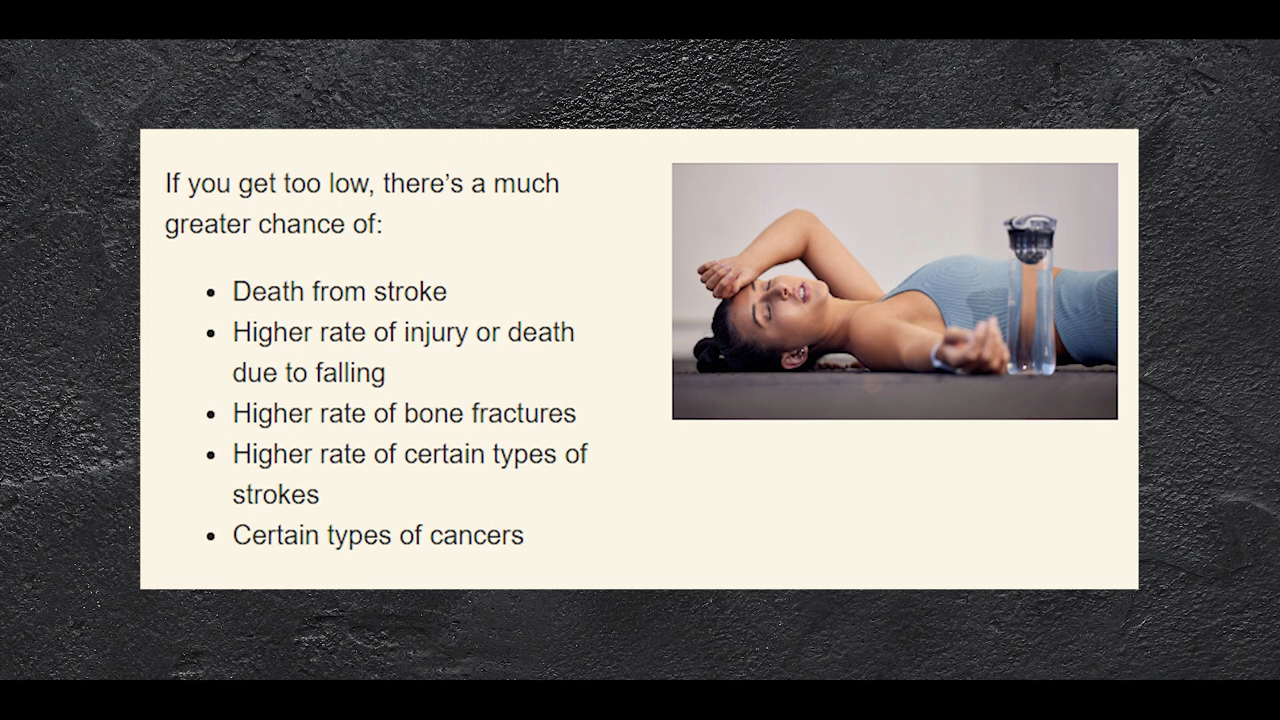 If you get too low, there’s a much
greater chance of:
• Death from stroke
• Higher rate of injury or death
due to falling
• Higher rate of bone fractures
• Higher rate of certain types of
strokes
• Certain types of cancers